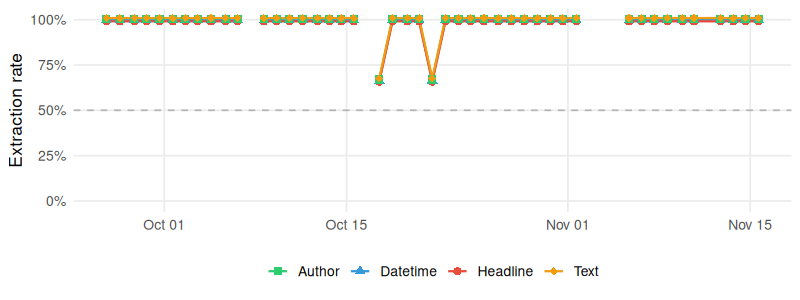 Extraction rate
100%
75%
50%
25%
0%
Oct 01 Oct 15 Nov 01 Nov 15
Author Datetime Headline Text